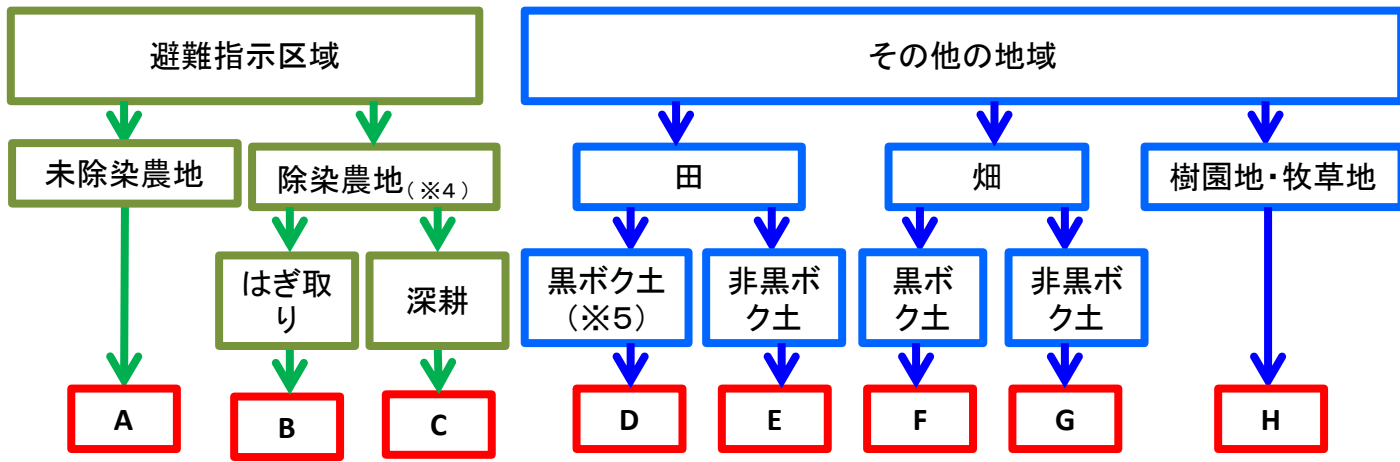 避難指示区域
その他の地域
未除染農地
除染農地(※4)
田
畑
樹園地・牧草地
はぎ取
り
深耕
黒ボク土
(※5)
非黒ボ
ク土
黒ボ
ク土
非黒ボ
ク土
A
B
C
D
E
F
G
H